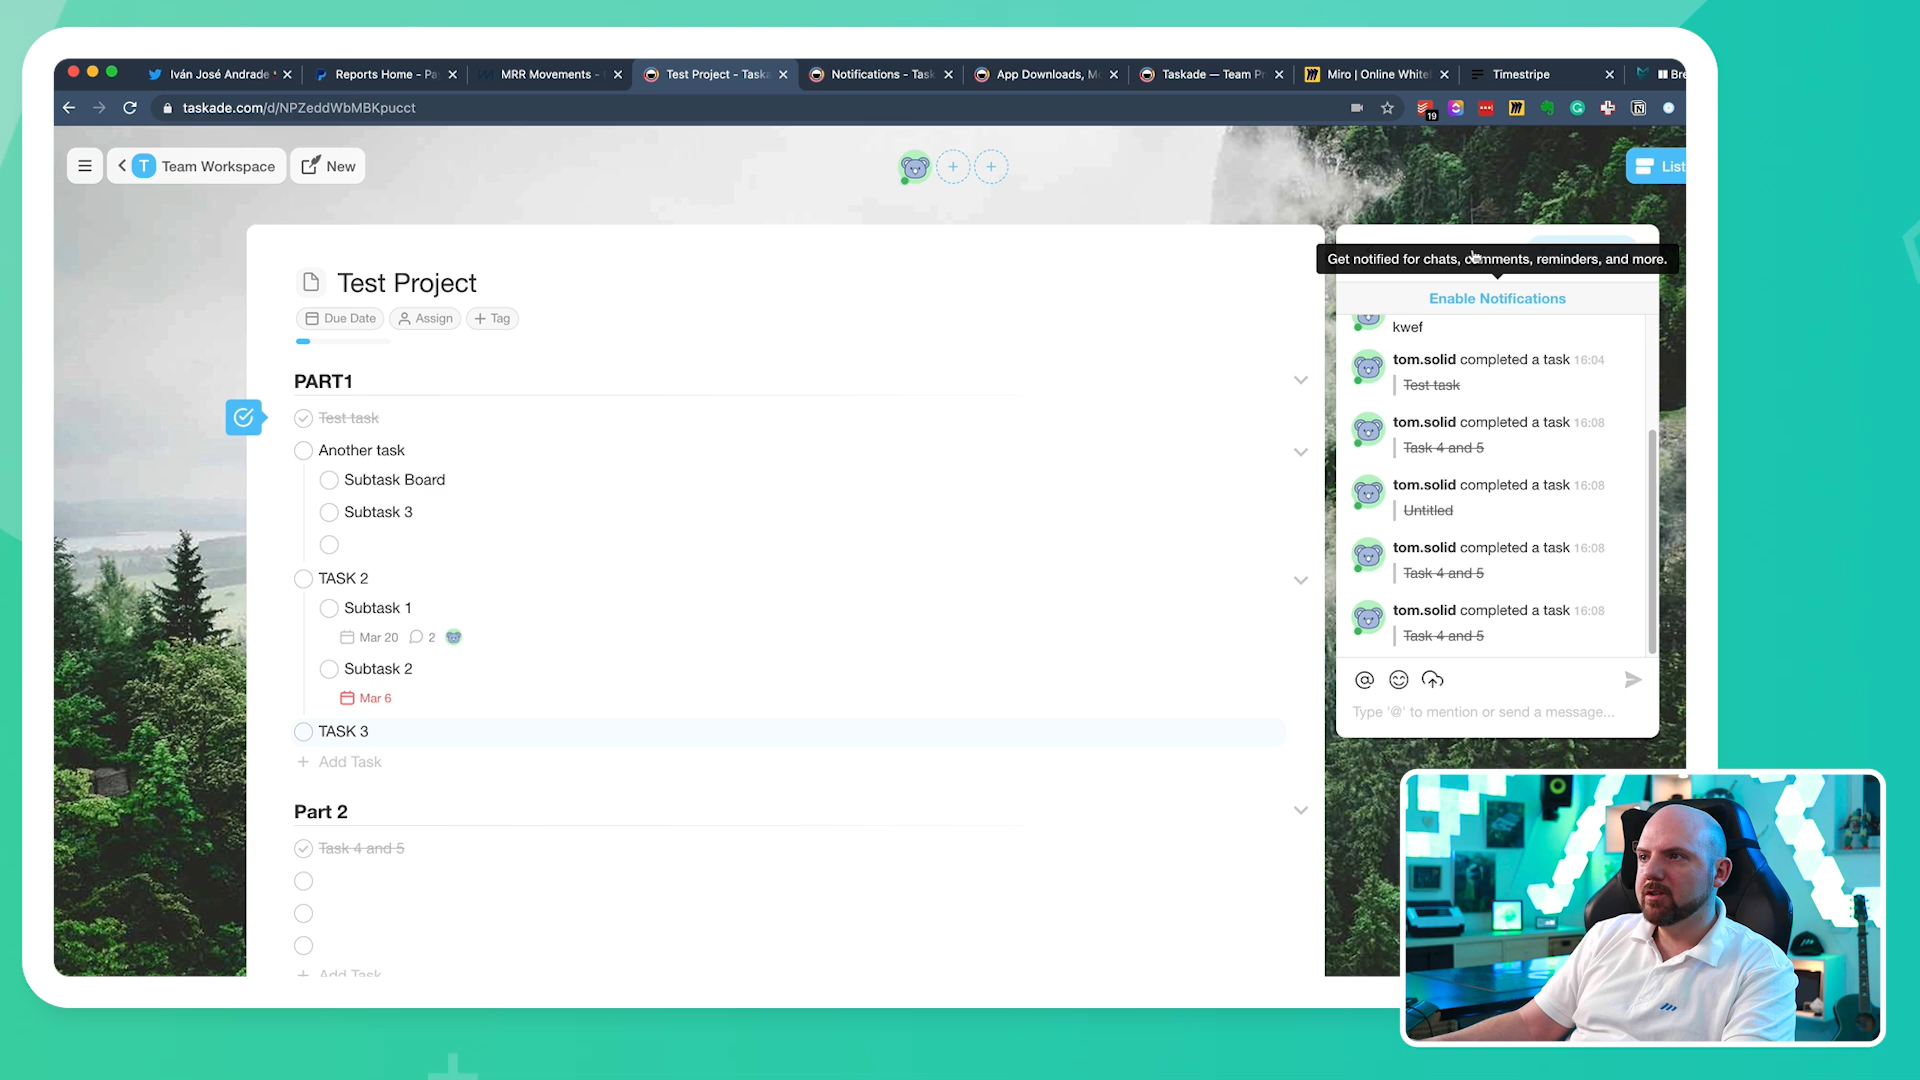 Iván José Andrade
Reports Home - Pa
MRR Movements -
Test Project - Taska
Notifications - Task
App Downloads, M
Taskade — Team Pr
Miro | Online White
Timestripe
Bre
taskade.com/d/NPZeddWbMBKpucct
19
T Team Workspace
New
List
Test Project
Due Date
Assign
+ Tag
PART1
Test task
Another task
Subtask Board
Subtask 3
TASK 2
Subtask 1
Mar 20
2
Subtask 2
Mar 6
TASK 3
+ Add Task
Part 2
Task 4 and 5
+ Add Task
Get notified for chats, comments, reminders, and more.
Enable Notifications
kwef
tom.solid completed a task 16:04
Test task
tom.solid completed a task 16:08
Task 4 and 5
tom.solid completed a task 16:08
Untitled
tom.solid completed a task 16:08
Task 4 and 5
tom.solid completed a task 16:08
Task 4 and 5
Type '@' to mention or send a message...